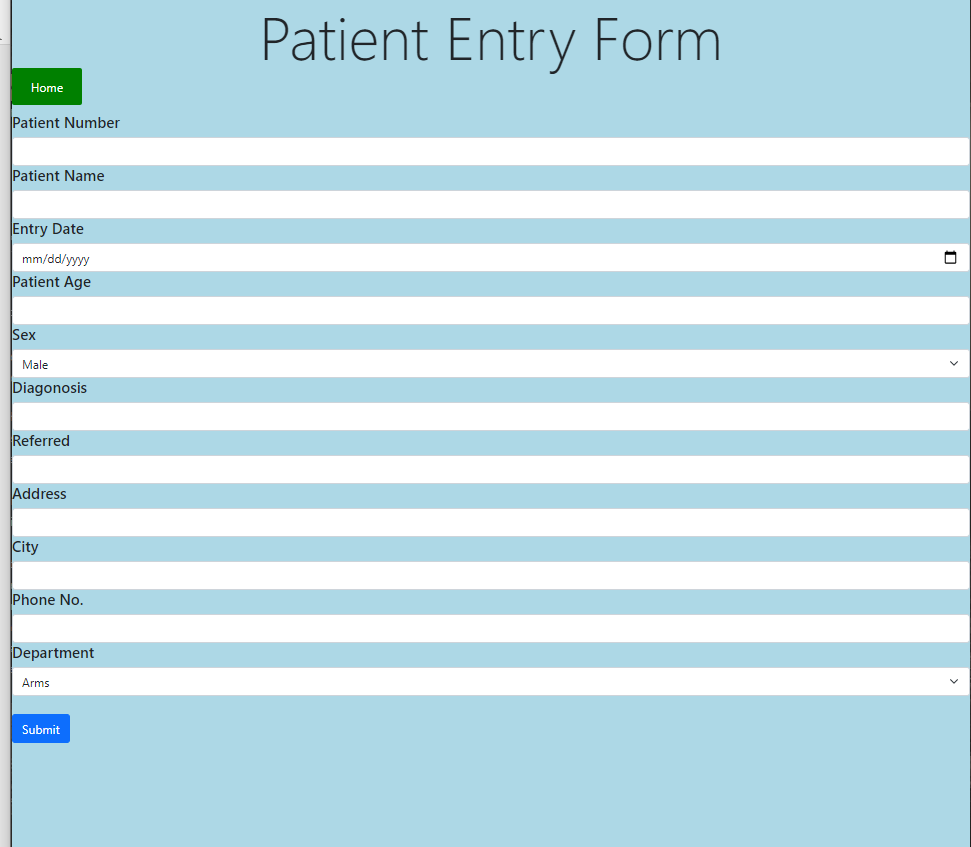 Patient Entry Form
Home
Patient Number
Patient Name
Entry Date
mm/dd/yyyy
Patient Age
Sex
Male
Diagonosis
Referred
Address
City
Phone No.
Department
Arms
Submit